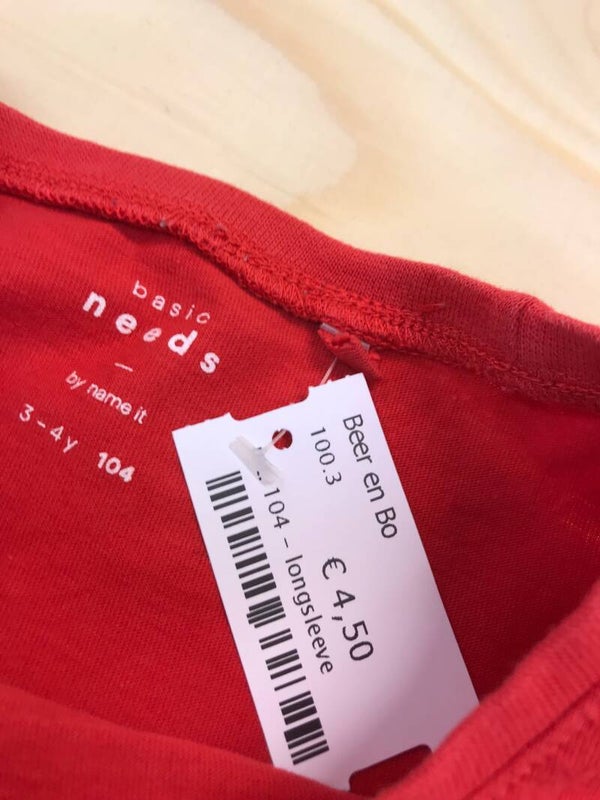 basic
needs
by name it
3-4y 104
Beer en Bo
100.3
€ 4,50
104 - longsleeve